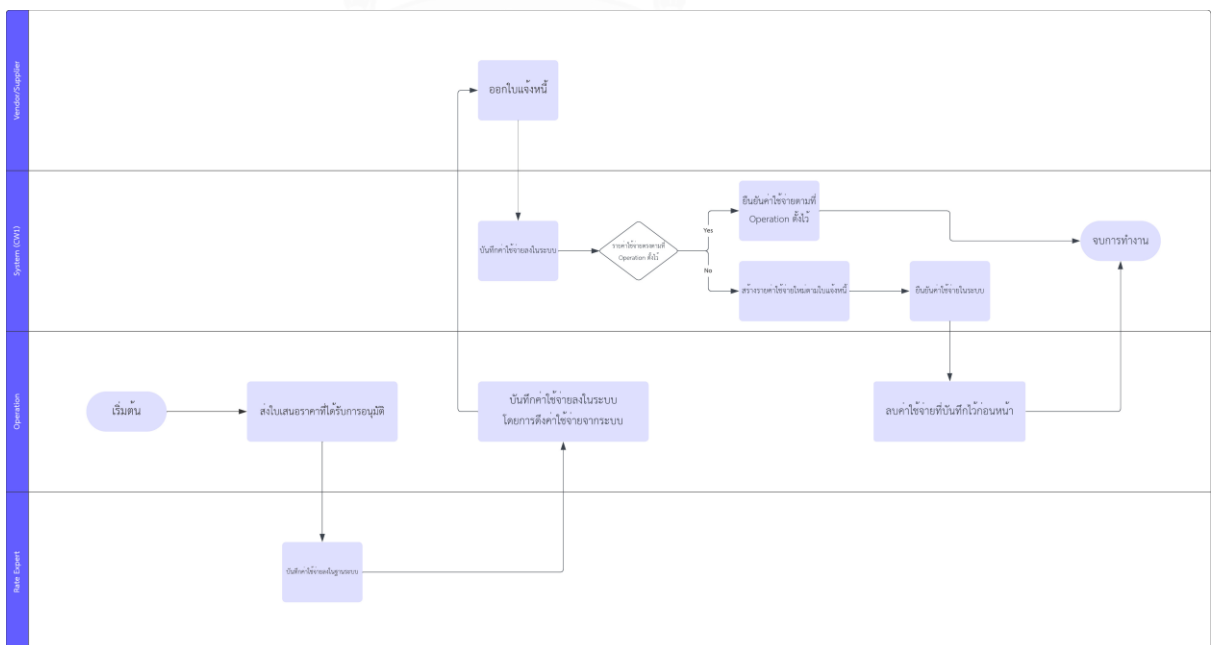 Vendor/Supplier
ออกใบแจ้งหนี้
System (CW1)
บันทึกค่าใช้จ่ายลงในระบบ
รายค่าใช้จ่ายตรงตามที่
Operation ตั้งไว้
Yes
No
ยืนยันค่าใช้จ่ายตามที่
Operation ตั้งไว้
สร้างรายค่าใช้จ่ายใหม่ตามใบแจ้งหนี้
ยืนยันค่าใช้จ่ายในระบบ
จบการทำงาน
Operation
เริ่มต้น
ส่งใบเสนอราคาที่ได้รับการอนุมัติ
บันทึกค่าใช้จ่ายลงในระบบ
โดยการดึงค่าใช้จ่ายจากระบบ
ลบค่าใช้จ่ายที่บันทึกไว้ก่อนหน้า
Rate Expert
บันทึกค่าใช้จ่ายลงในฐานระบบ